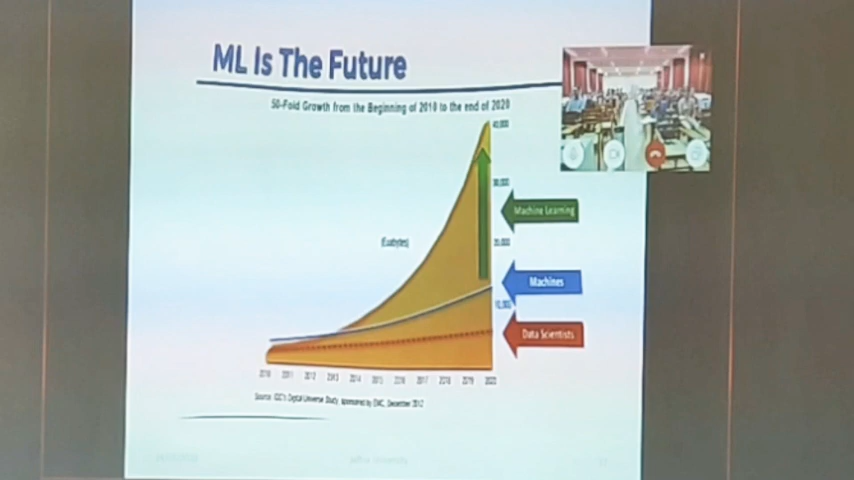 ML Is The Future
50-Fold Growth from the Beginning of 2010 to the end of 2020
40,000
30,000
Machine Learning
(Exabytes)
20,000
Machines
10,000
Data Scientists
2010 2011 2012 2013 2014 2015 2016 2017 2018 2019 2020
Source: IDC's Digital Universe Study, sponsored by EMC, December 2012